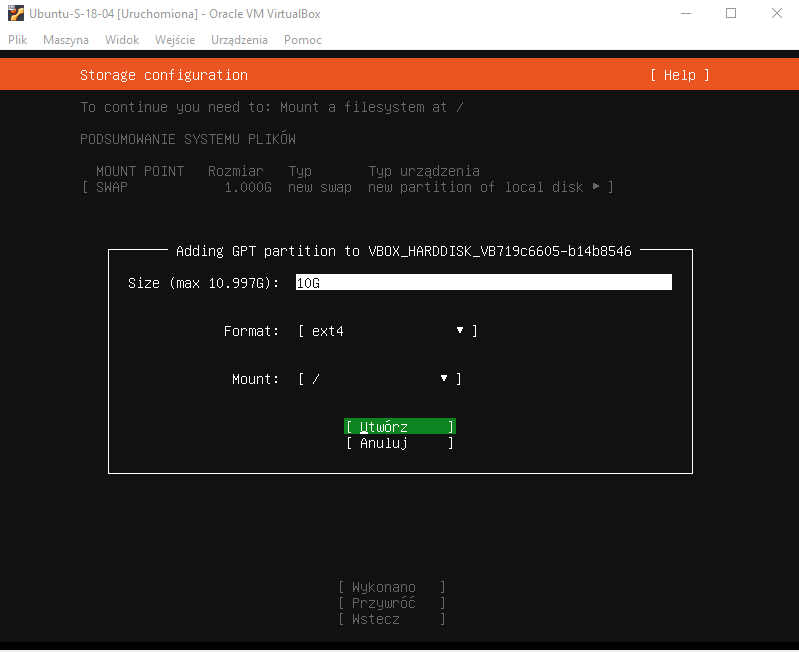 Ubuntu-S-18-04 [Uruchomiona] - Oracle VM VirtualBox
Plik Maszyna Widok Wejście Urządzenia Pomoc
Storage configuration [ Help ]
To continue you need to: Mount a filesystem at /
PODSUMOWANIE SYSTEMU PLIKÓW
MOUNT POINT Rozmiar Typ Typ urządzenia
[ SWAP 1.000G new swap new partition of local disk ▸ ]
Adding GPT partition to VBOX_HARDDISK_VB719c6605-b14b8546
Size (max 10.997G): 10G
Format: [ ext4 ▾ ]
Mount: [ / ▾ ]
[ Utwórz ]
[ Anuluj ]
[ Wykonano ]
[ Przywróć ]
[ Wstecz ]